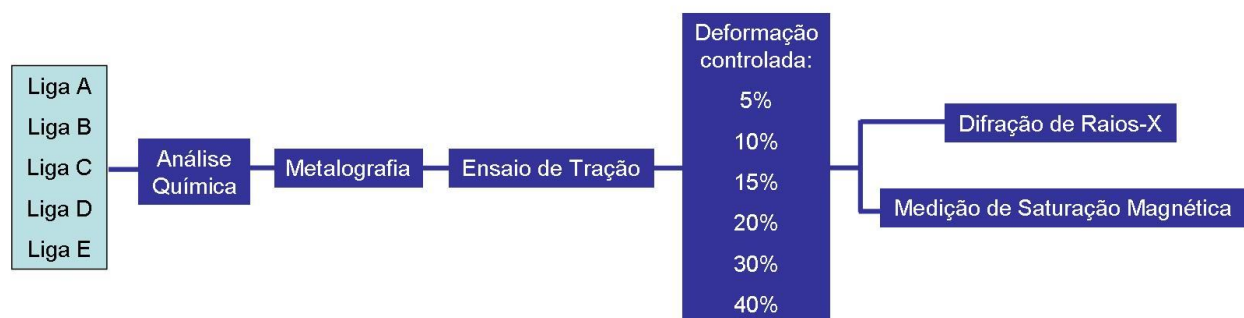 Liga A
Liga B
Liga C
Liga D
Liga E
Análise
Química
Metalografia
Ensaio de Tração
Deformação
controlada:
5%
10%
15%
20%
30%
40%
Difração de Raios-X
Medição de Saturação Magnética